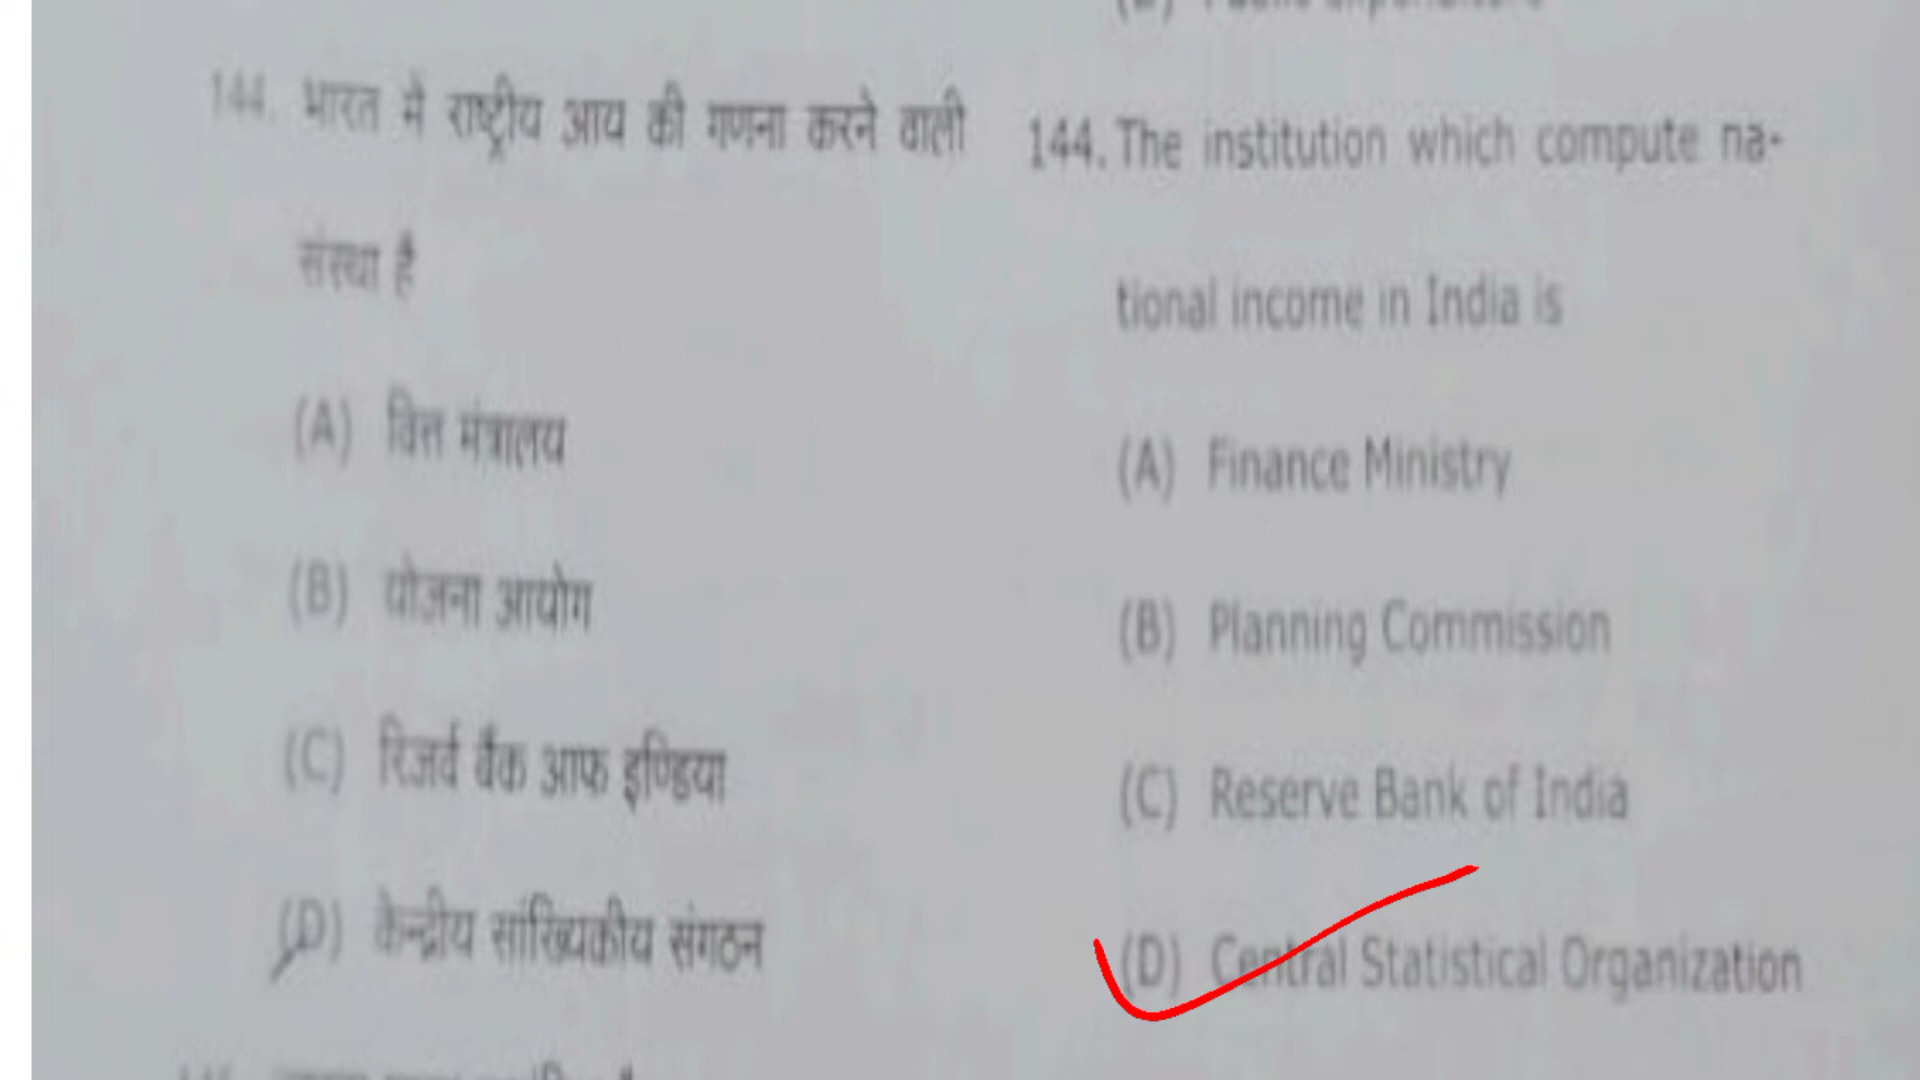 144. भारत में राष्ट्रीय आय की गणना करने वाली
संस्था है
(A) वित्त मंत्रालय
(B) योजना आयोग
(C) रिजर्व बैंक आफ इण्डिया
(D) केन्द्रीय सांख्यिकीय संगठन
144. The institution which compute na-
tional income in India is
(A) Finance Ministry
(B) Planning Commission
(C) Reserve Bank of India
(D) Central Statistical Organization